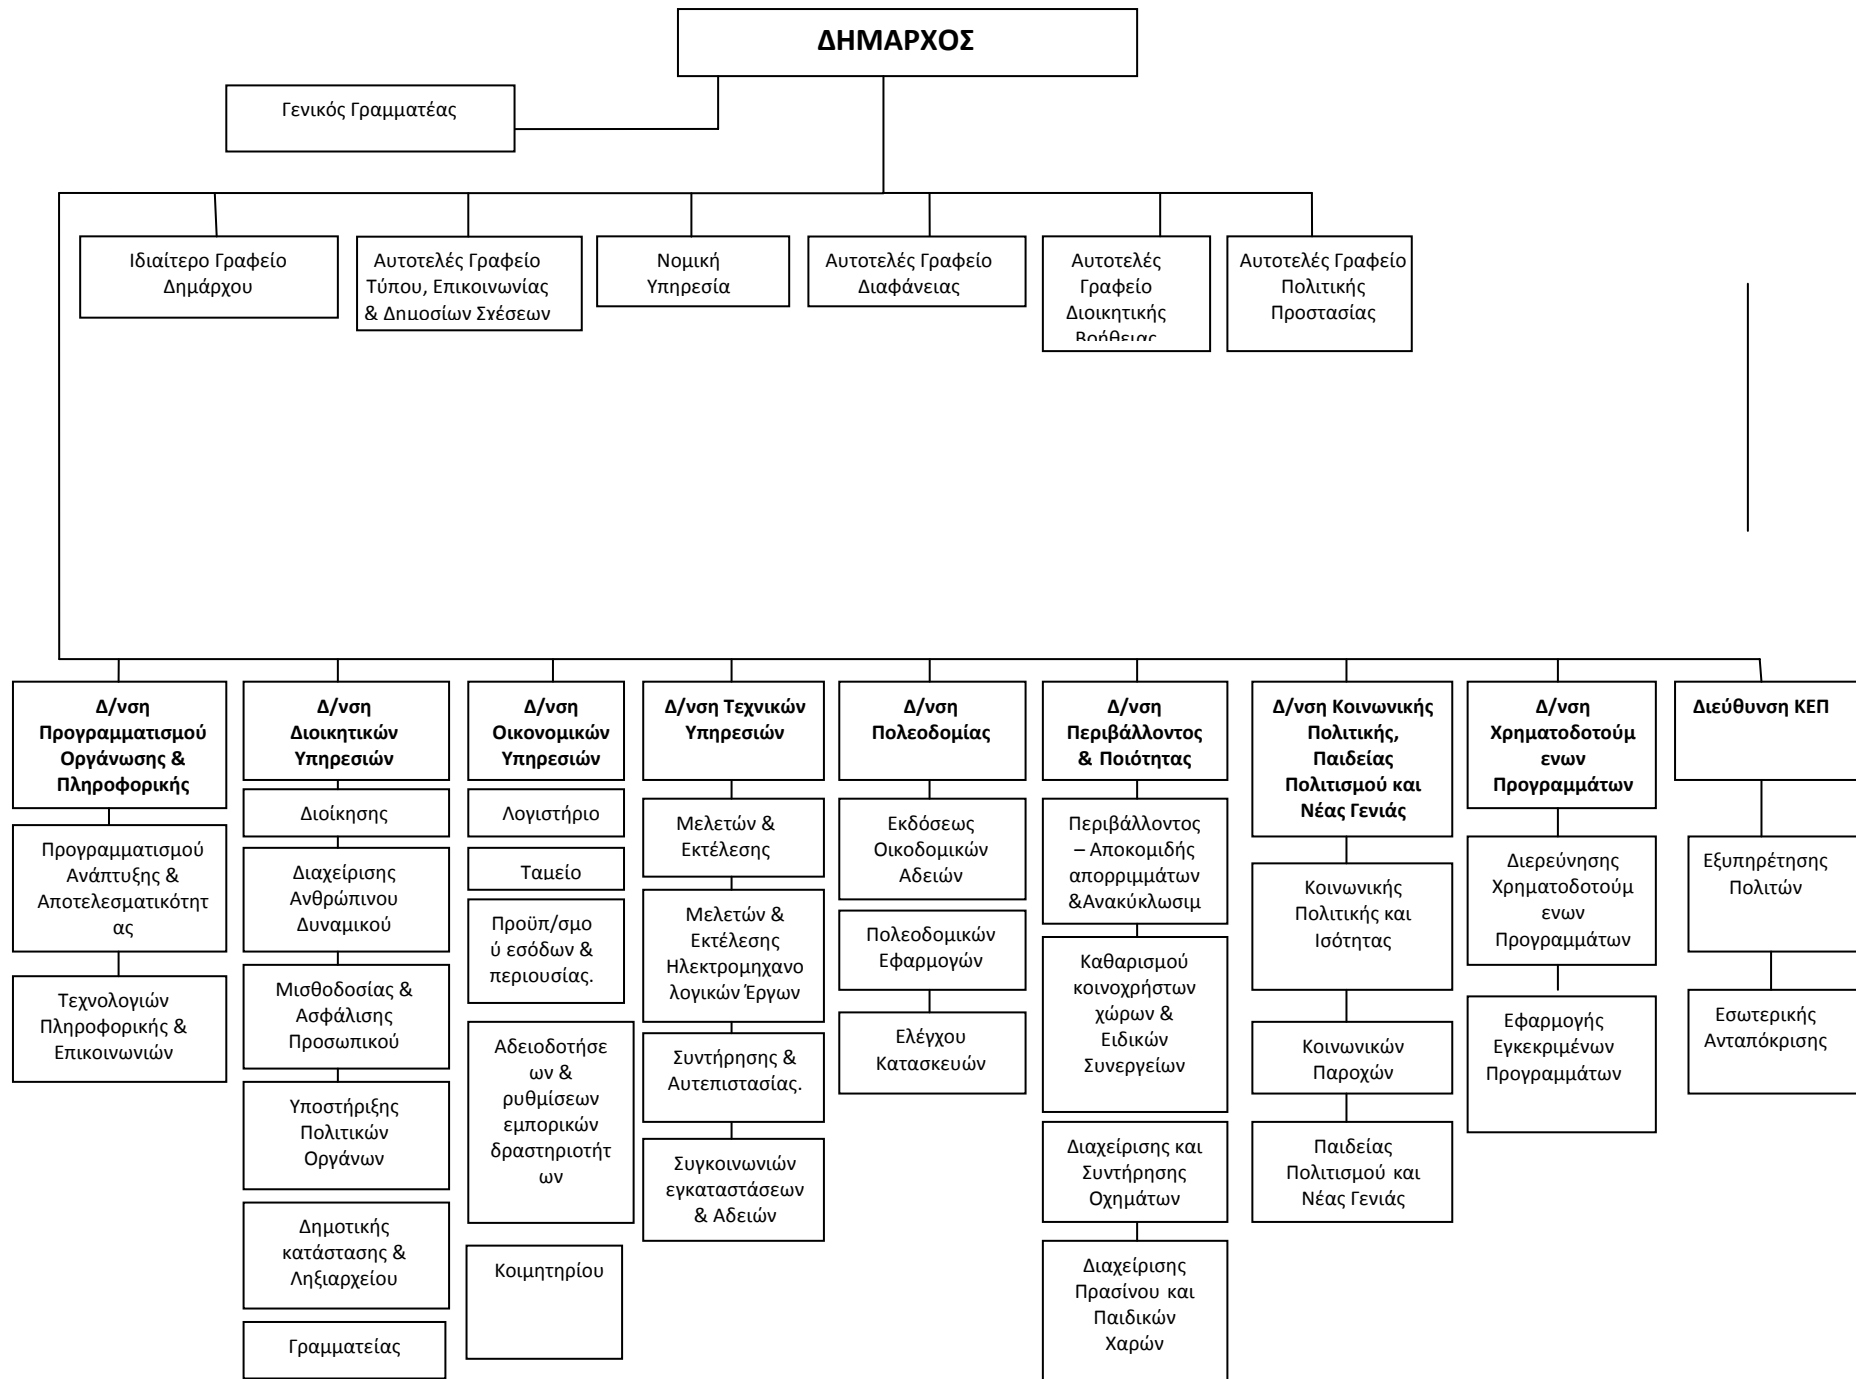 ΔΗΜΑΡΧΟΣ
Γενικός Γραμματέας
Ιδιαίτερο Γραφείο
Δημάρχου
Αυτοτελές Γραφείο
Τύπου, Επικοινωνίας
& Δημοσίων Σχέσεων
Νομική
Υπηρεσία
Αυτοτελές Γραφείο
Διαφάνειας
Αυτοτελές
Γραφείο
Διοικητικής
Βοήθειας
Αυτοτελές Γραφείο
Πολιτικής
Προστασίας
Δ/νση
Προγραμματισμού
Οργάνωσης &
Πληροφορικής
Προγραμματισμού
Ανάπτυξης &
Αποτελεσματικότητ
ας
Τεχνολογιών
Πληροφορικής &
Επικοινωνιών
Δ/νση
Διοικητικών
Υπηρεσιών
Διοίκησης
Διαχείρισης
Ανθρώπινου
Δυναμικού
Μισθοδοσίας &
Ασφάλισης
Προσωπικού
Υποστήριξης
Πολιτικών
Οργάνων
Δημοτικής
κατάστασης &
Ληξιαρχείου
Γραμματείας
Δ/νση
Οικονομικών
Υπηρεσιών
Λογιστήριο
Ταμείο
Προϋπ/σμο
ύ εσόδων &
περιουσίας.
Αδειοδοτήσε
ων &
ρυθμίσεων
εμπορικών
δραστηριοτήτ
ων
Κοιμητηρίου
Δ/νση Τεχνικών
Υπηρεσιών
Μελετών &
Εκτέλεσης
Μελετών &
Εκτέλεσης
Ηλεκτρομηχανο
λογικών Έργων
Συντήρησης &
Αυτεπιστασίας.
Συγκοινωνιών
εγκαταστάσεων
& Αδειών
Δ/νση
Πολεοδομίας
Εκδόσεως
Οικοδομικών
Αδειών
Πολεοδομικών
Εφαρμογών
Ελέγχου
Κατασκευών
Δ/νση
Περιβάλλοντος
& Ποιότητας
Περιβάλλοντος
– Αποκομιδής
απορριμμάτων
&Ανακύκλωσιμ
Καθαρισμού
κοινοχρήστων
χώρων &
Ειδικών
Συνεργείων
Διαχείρισης και
Συντήρησης
Οχημάτων
Διαχείρισης
Πρασίνου και
Παιδικών
Χαρών
Δ/νση Κοινωνικής
Πολιτικής,
Παιδείας
Πολιτισμού και
Νέας Γενιάς
Κοινωνικής
Πολιτικής και
Ισότητας
Κοινωνικών
Παροχών
Παιδείας
Πολιτισμού και
Νέας Γενιάς
Δ/νση
Χρηματοδοτούμ
ενων
Προγραμμάτων
Διερεύνησης
Χρηματοδοτούμ
ενων
Προγραμμάτων
Εφαρμογής
Εγκεκριμένων
Προγραμμάτων
Διεύθυνση ΚΕΠ
Εξυπηρέτησης
Πολιτών
Εσωτερικής
Ανταπόκρισης